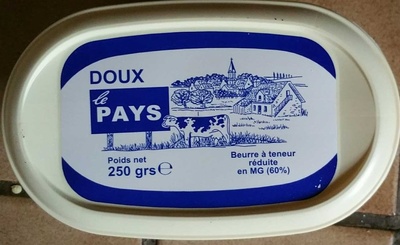 DOUX
le
PAYS
Poids net
250 grs ℮
Beurre à teneur
réduite
en MG (60%)